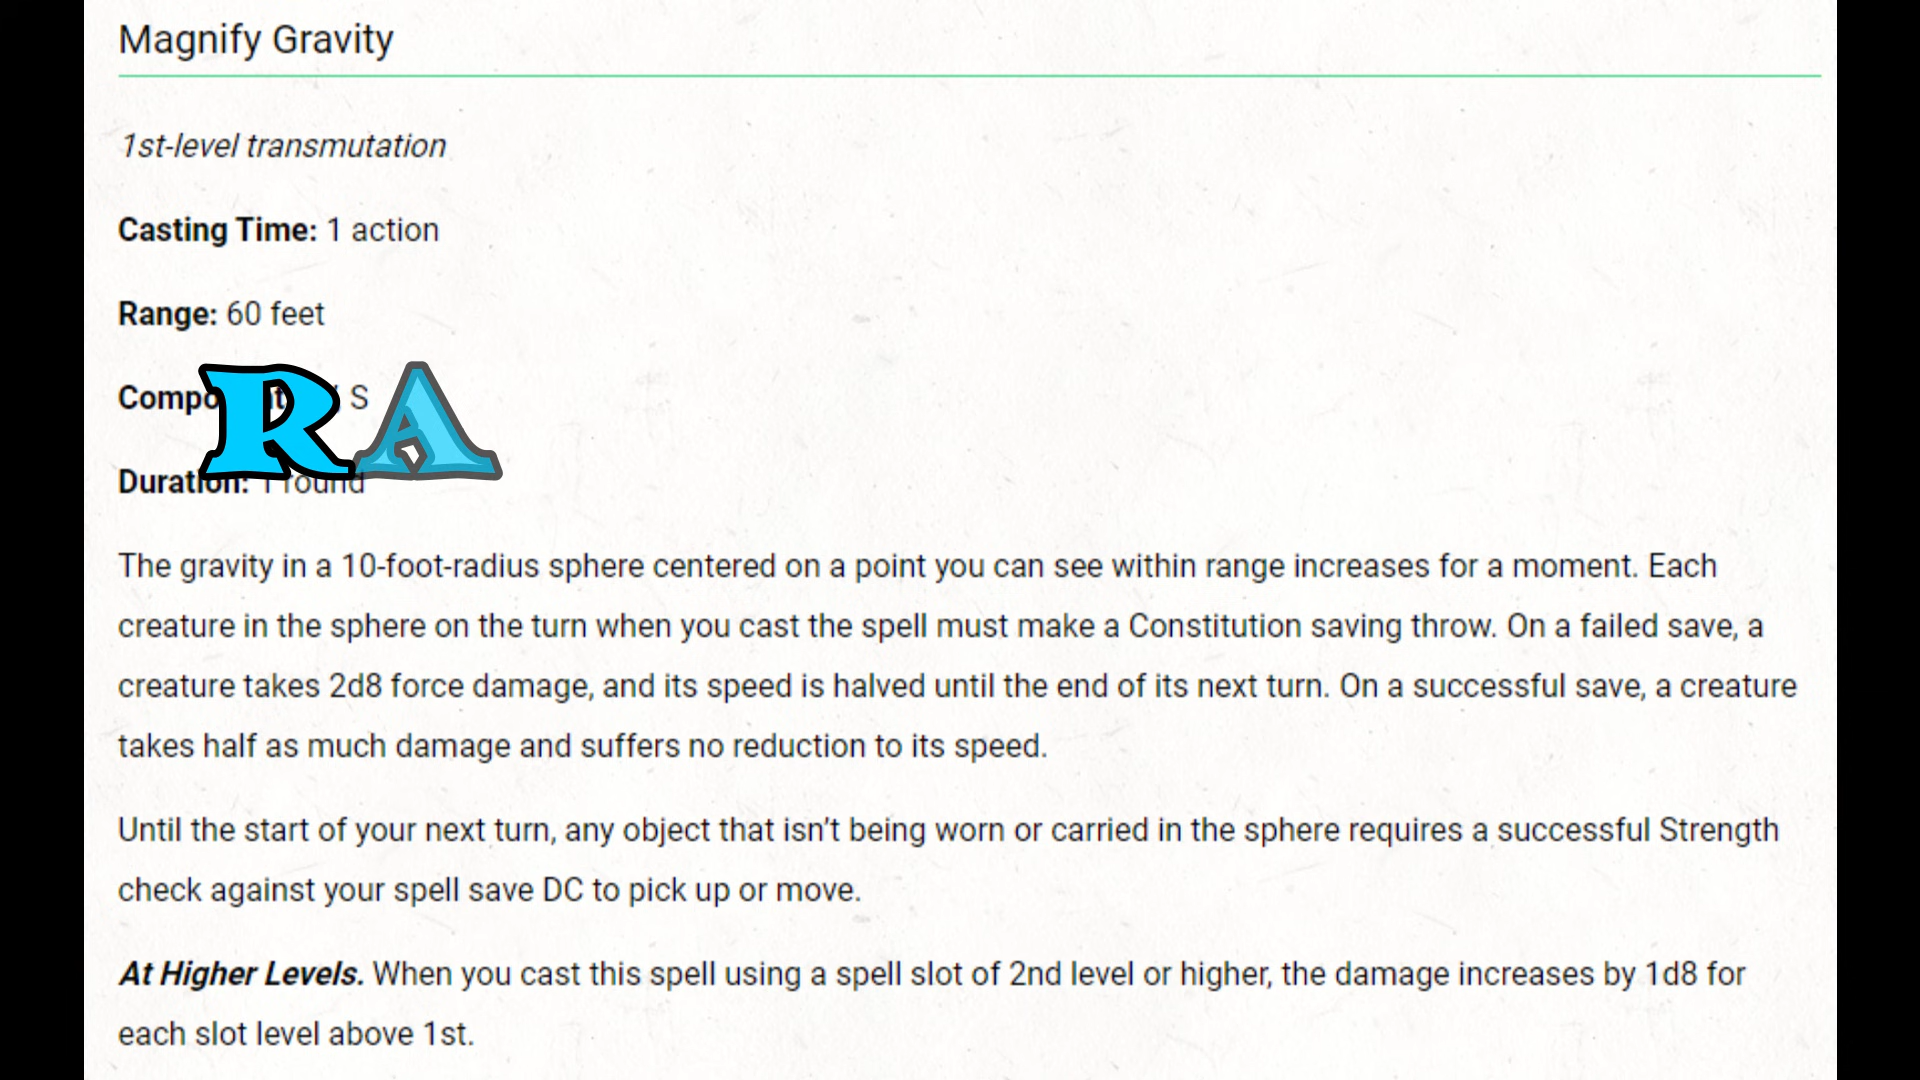 Magnify Gravity
1st-level transmutation
Casting Time: 1 action
Range: 60 feet
S
RA
Duration: 1 round
The gravity in a 10-foot-radius sphere centered on a point you can see within range increases for a moment. Each
creature in the sphere on the turn when you cast the spell must make a Constitution saving throw. On a failed save, a
creature takes 2d8 force damage, and its speed is halved until the end of its next turn. On a successful save, a creature
takes half as much damage and suffers no reduction to its speed.
Until the start of your next turn, any object that isn’t being worn or carried in the sphere requires a successful Strength
check against your spell save DC to pick up or move.
At Higher Levels. When you cast this spell using a spell slot of 2nd level or higher, the damage increases by 1d8 for
each slot level above 1st.